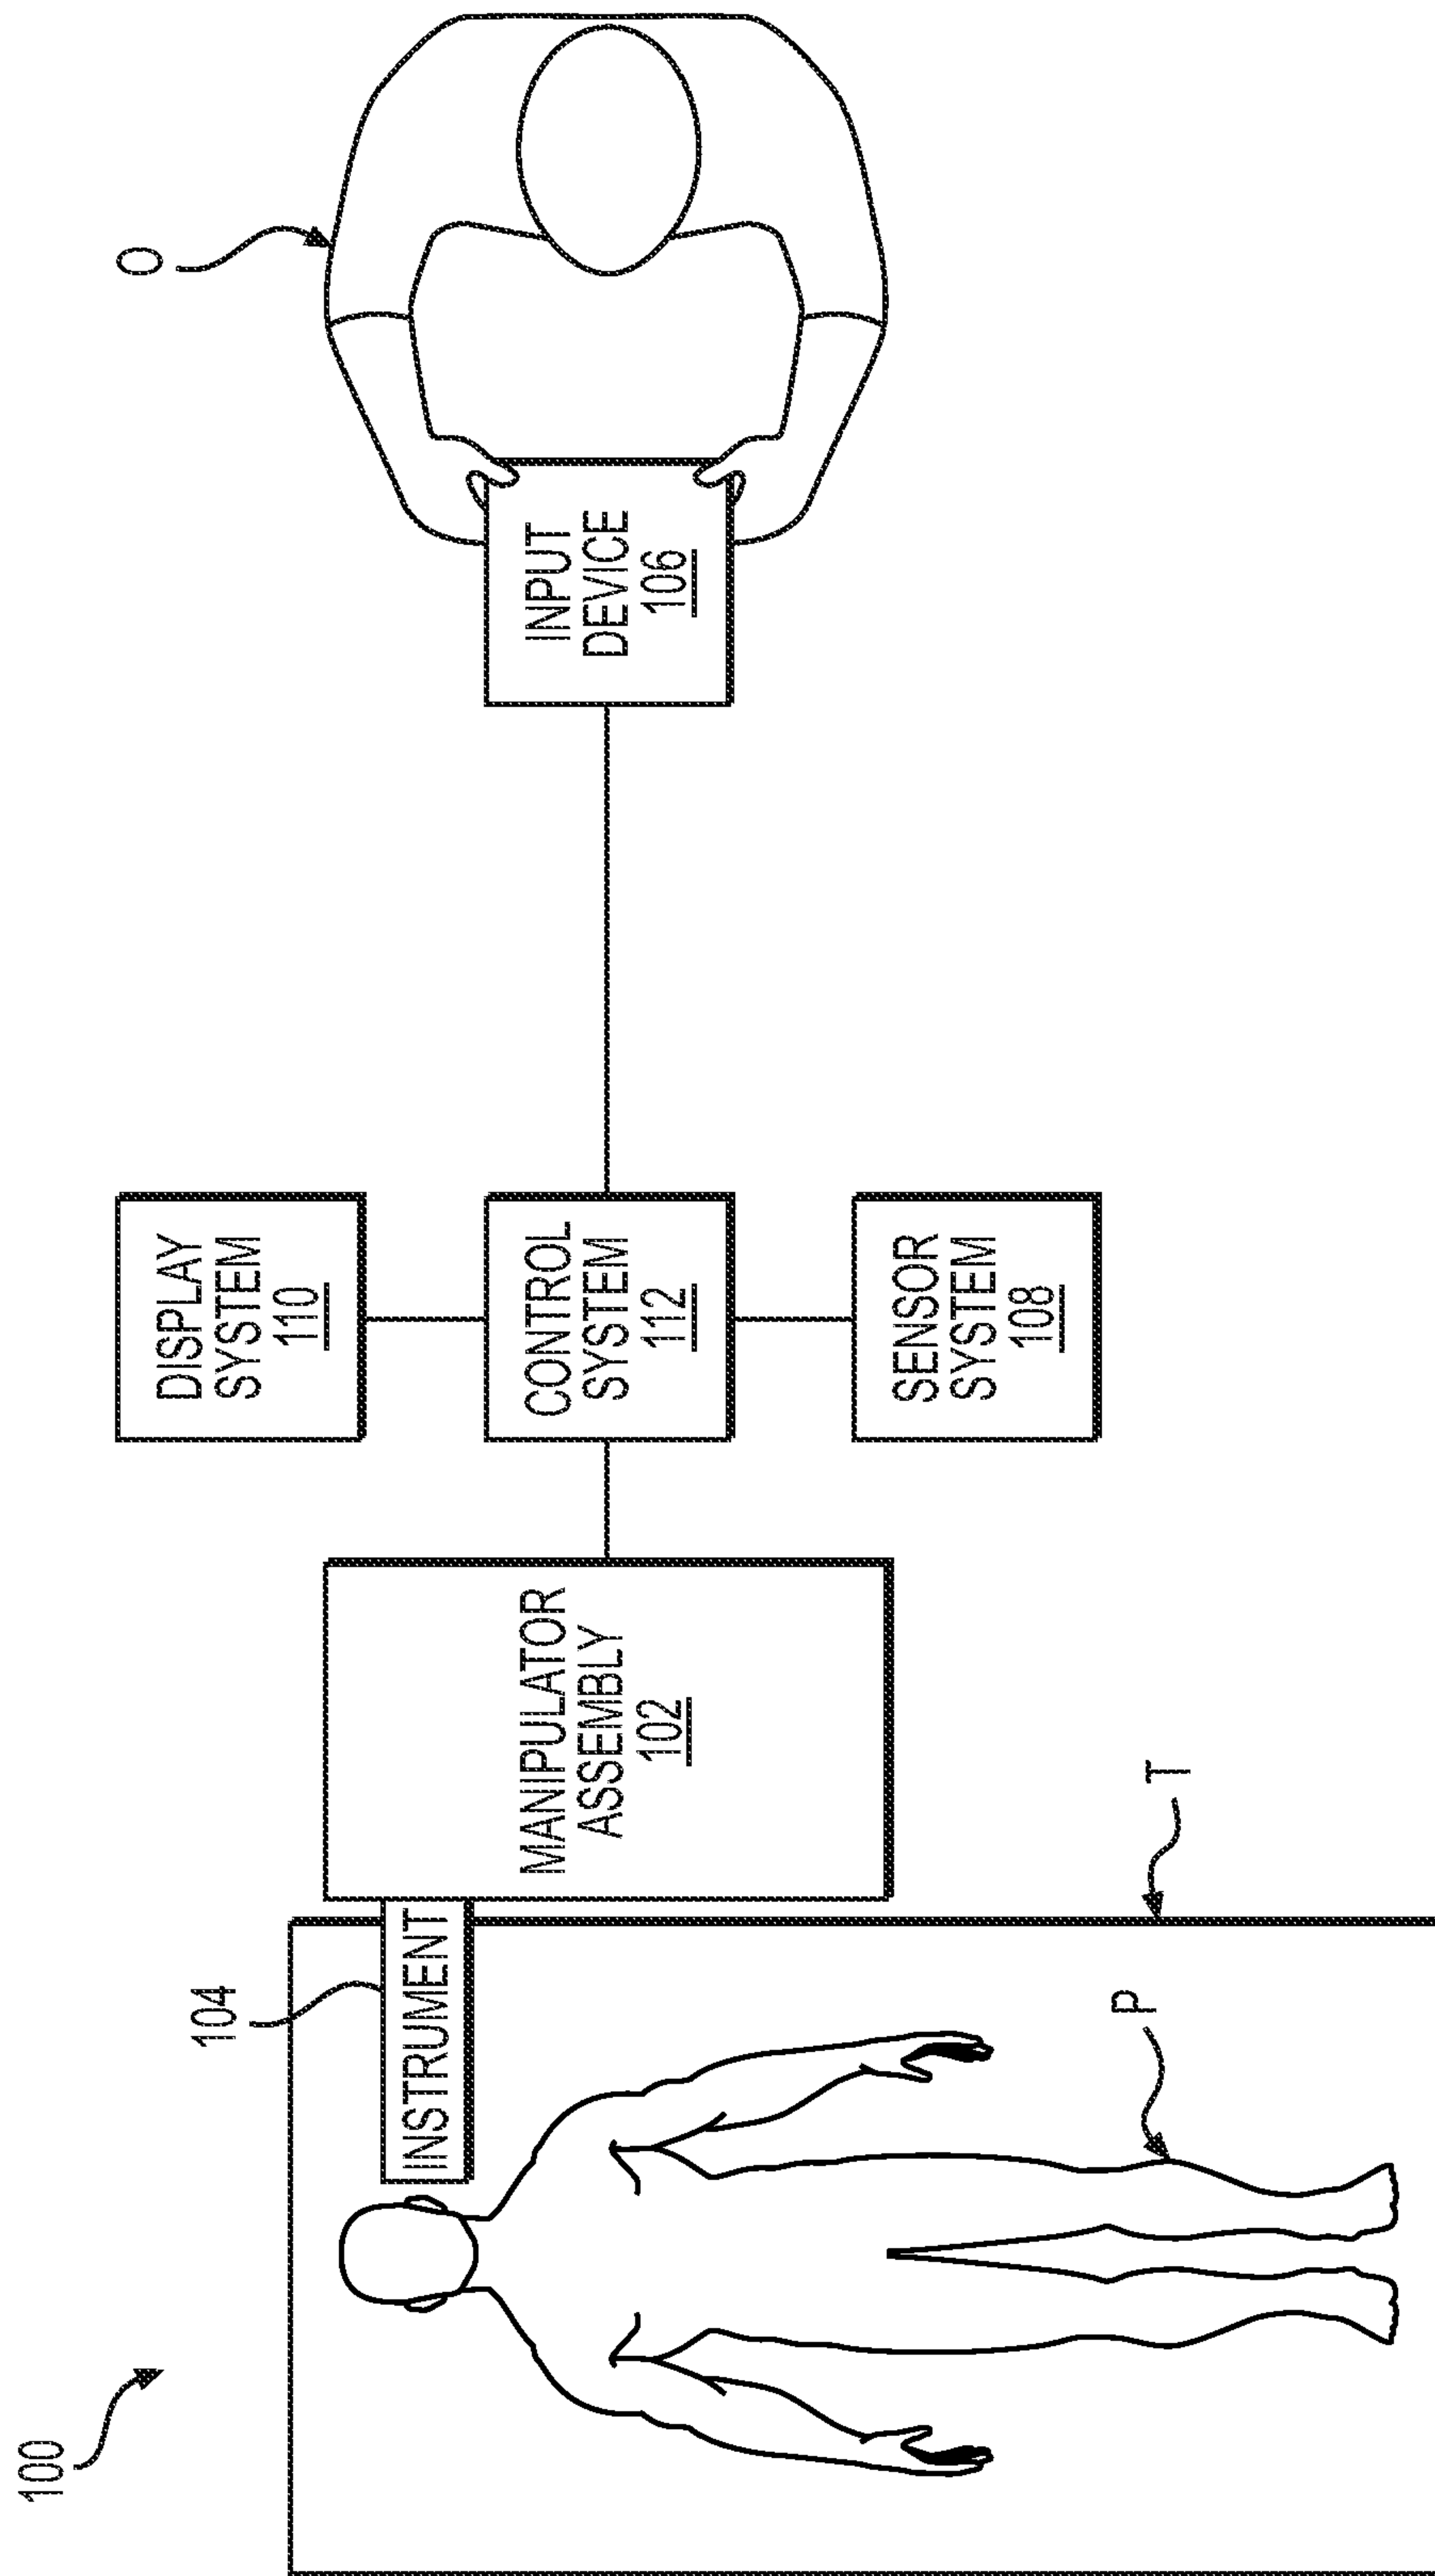 100
104
INSTRUMENT
P
T
MANIPULATOR
ASSEMBLY
102
DISPLAY
SYSTEM
110
CONTROL
SYSTEM
112
SENSOR
SYSTEM
108
INPUT
DEVICE
106
O